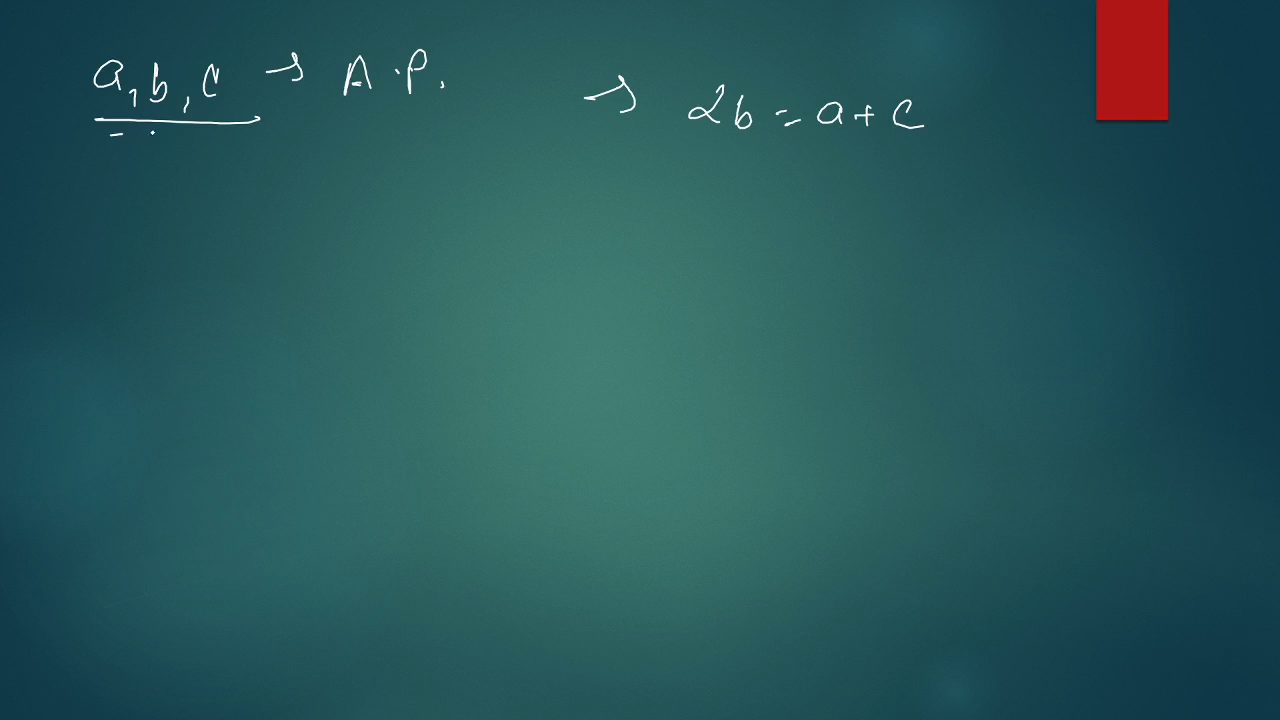 a, b, c → A.P. → 2b = a + c